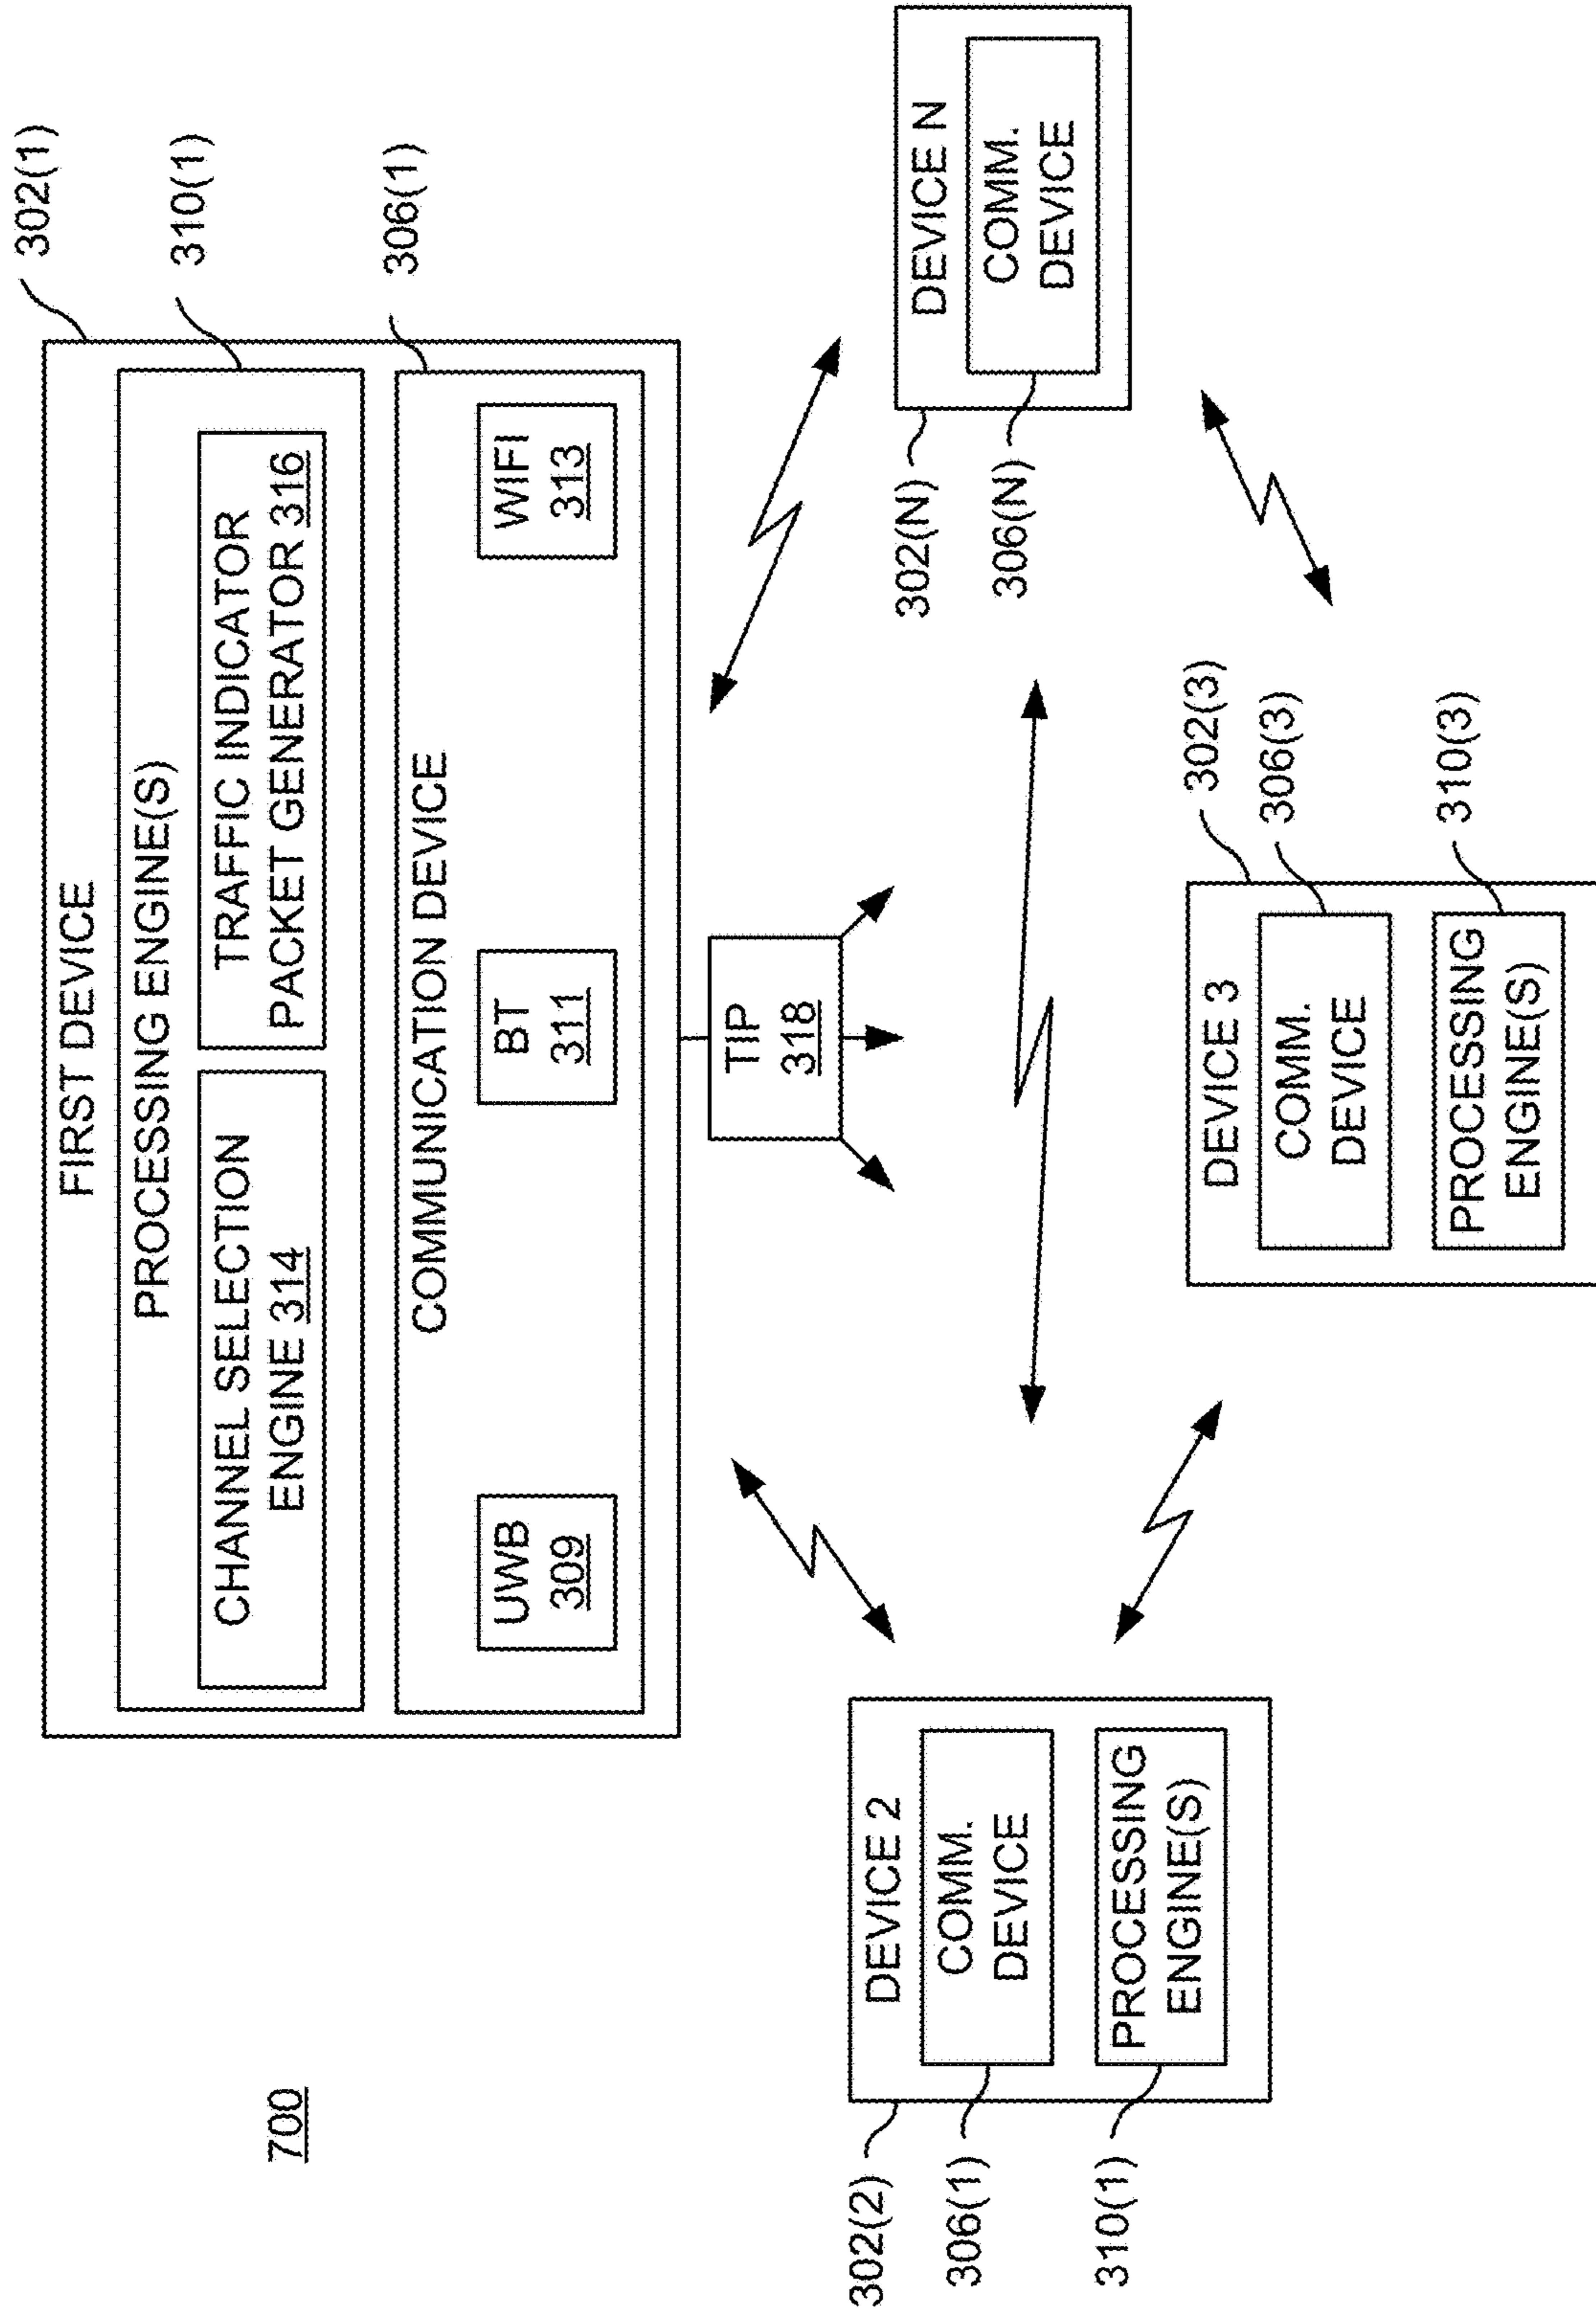 700
FIRST DEVICE
302(1)
PROCESSING ENGINE(S)
310(1)
CHANNEL SELECTION
ENGINE 314
TRAFFIC INDICATOR
PACKET GENERATOR 316
COMMUNICATION DEVICE
306(1)
UWB
309
BT
311
WIFI
313
TIP
318
DEVICE 2
COMM.
DEVICE
PROCESSING
ENGINE(S)
302(2)
306(1)
310(1)
DEVICE 3
COMM.
DEVICE
PROCESSING
ENGINE(S)
302(3)
306(3)
310(3)
DEVICE N
COMM.
DEVICE
302(N)
306(N)